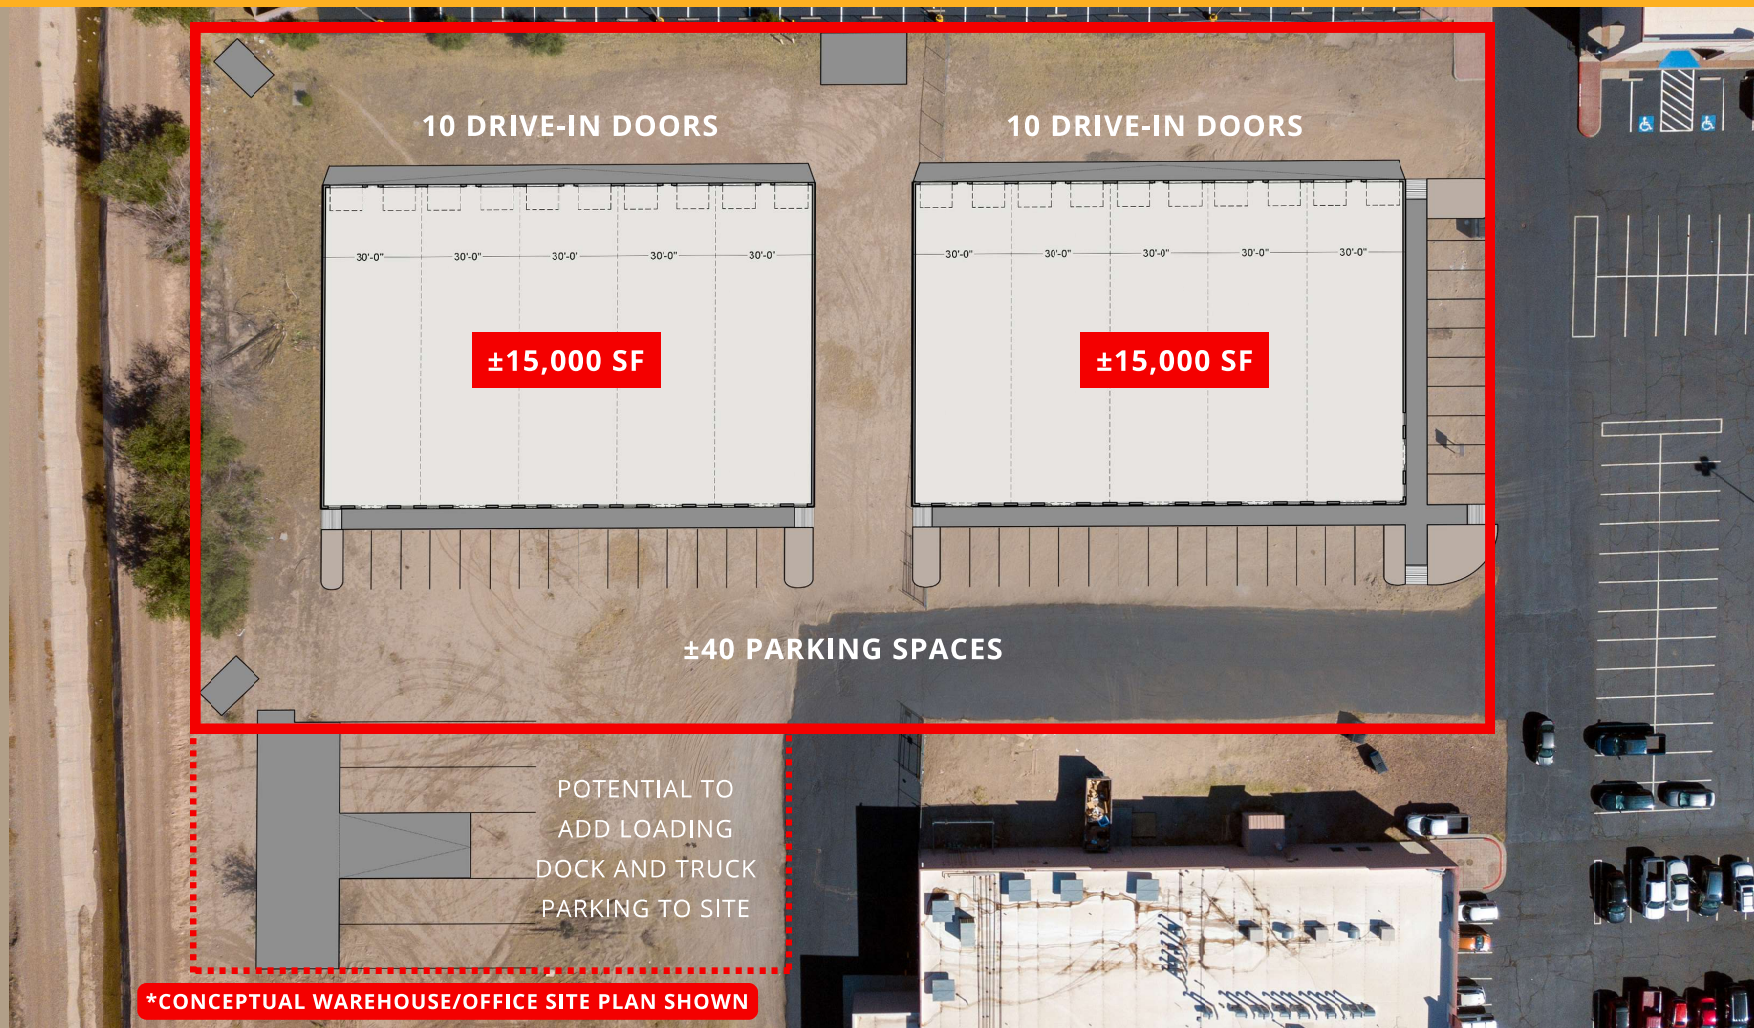 10 DRIVE-IN DOORS
10 DRIVE-IN DOORS
30'-0" 30'-0" 30'-0' 30'-0" 30'-0'
30'-0" 30'-0" 30'-0' 30'-0" 30'-0"
±15,000 SF
±15,000 SF
±40 PARKING SPACES
POTENTIAL TO
ADD LOADING
DOCK AND TRUCK
PARKING TO SITE
*CONCEPTUAL WAREHOUSE/OFFICE SITE PLAN SHOWN